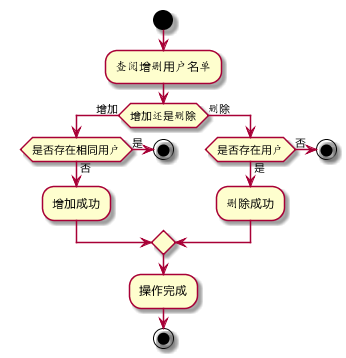 查阅增删用户名单
增加
增加还是删除
删除
是否存在相同用户
是
否
增加成功
是否存在用户
否
是
删除成功
操作完成